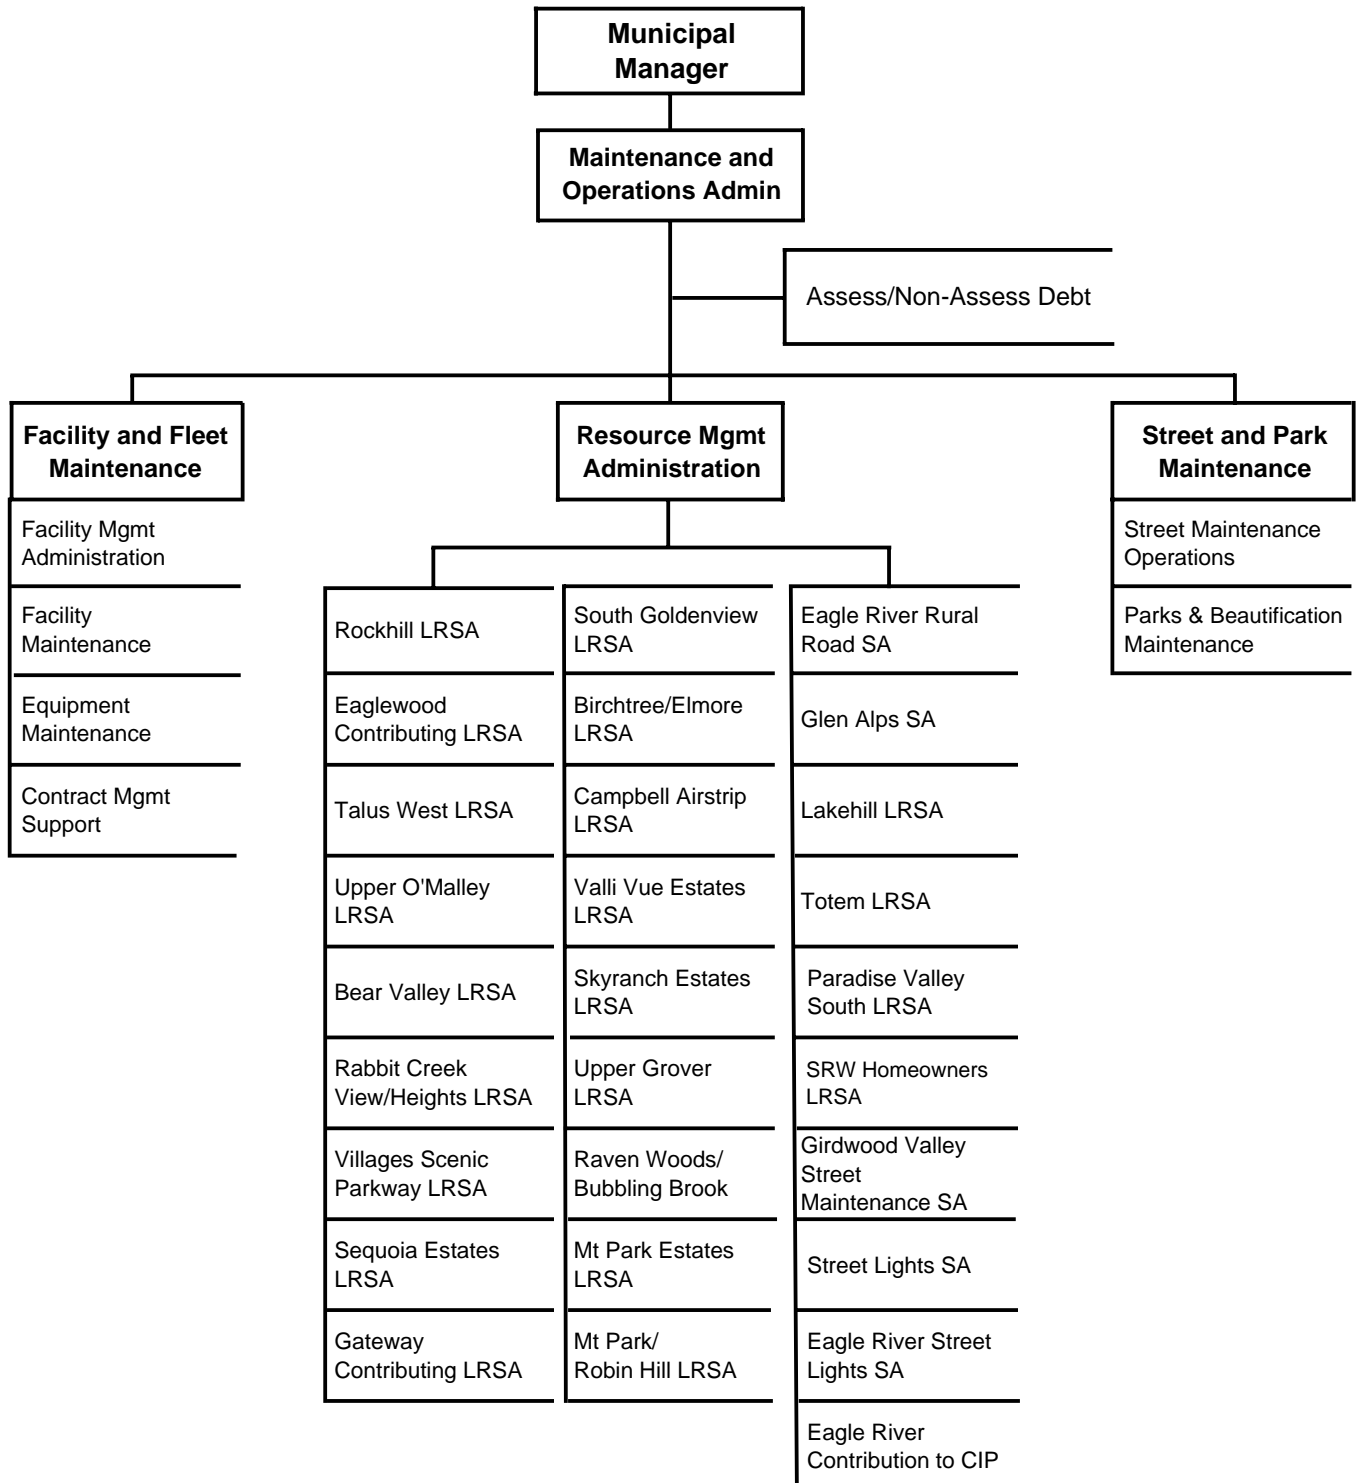 Municipal
Manager
Maintenance and
Operations Admin
Assess/Non-Assess Debt
Facility and Fleet
Maintenance
Facility Mgmt
Administration
Facility
Maintenance
Equipment
Maintenance
Contract Mgmt
Support
Resource Mgmt
Administration
Rockhill LRSA
Eaglewood
Contributing LRSA
Talus West LRSA
Upper O'Malley
LRSA
Bear Valley LRSA
Rabbit Creek
View/Heights LRSA
Villages Scenic
Parkway LRSA
Sequoia Estates
LRSA
Gateway
Contributing LRSA
South Goldenview
LRSA
Birchtree/Elmore
LRSA
Campbell Airstrip
LRSA
Valli Vue Estates
LRSA
Skyranch Estates
LRSA
Upper Grover
LRSA
Raven Woods/
Bubbling Brook
Mt Park Estates
LRSA
Mt Park/
Robin Hill LRSA
Eagle River Rural
Road SA
Glen Alps SA
Lakehill LRSA
Totem LRSA
Paradise Valley
South LRSA
SRW Homeowners
LRSA
Girdwood Valley
Street
Maintenance SA
Street Lights SA
Eagle River Street
Lights SA
Eagle River
Contribution to CIP
Street and Park
Maintenance
Street Maintenance
Operations
Parks & Beautification
Maintenance